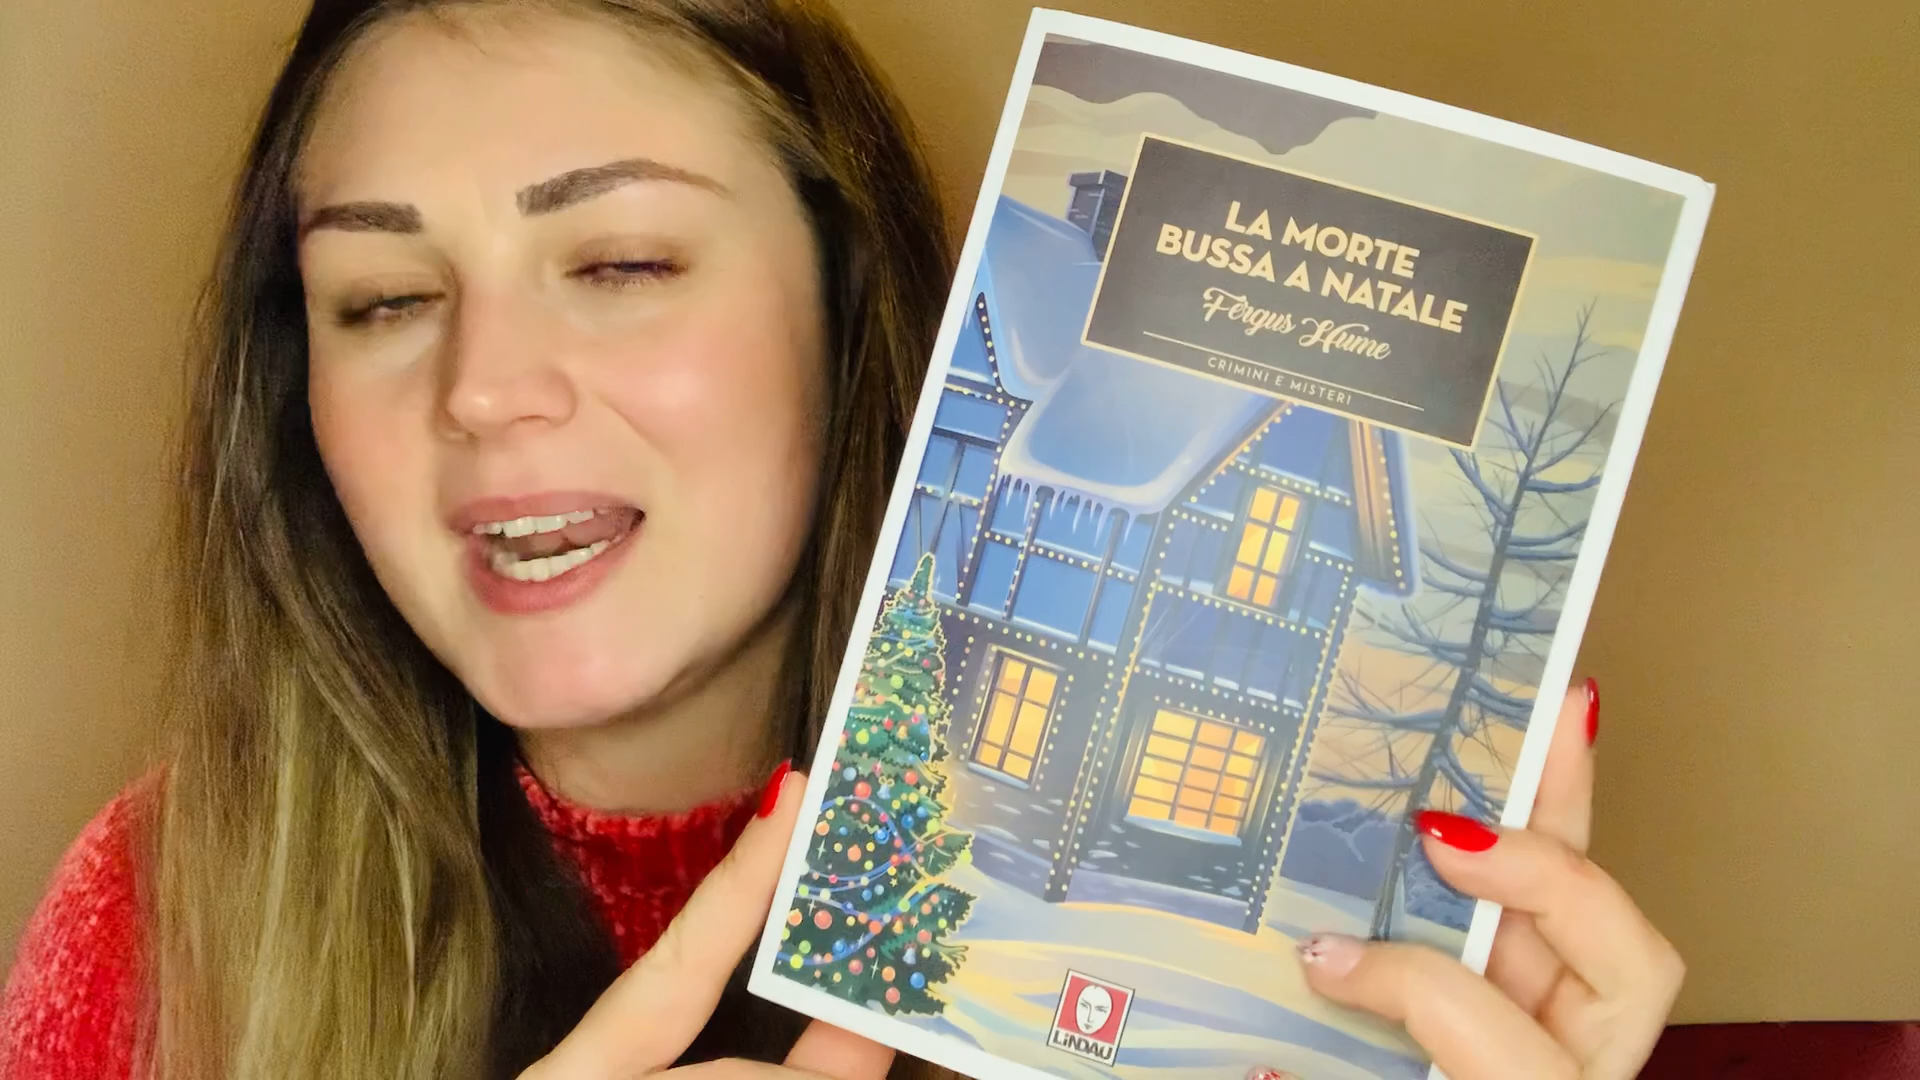 LA MORTE
BUSSA A NATALE
Fergus Hume
CRIMINI E MISTERI
LINDAU